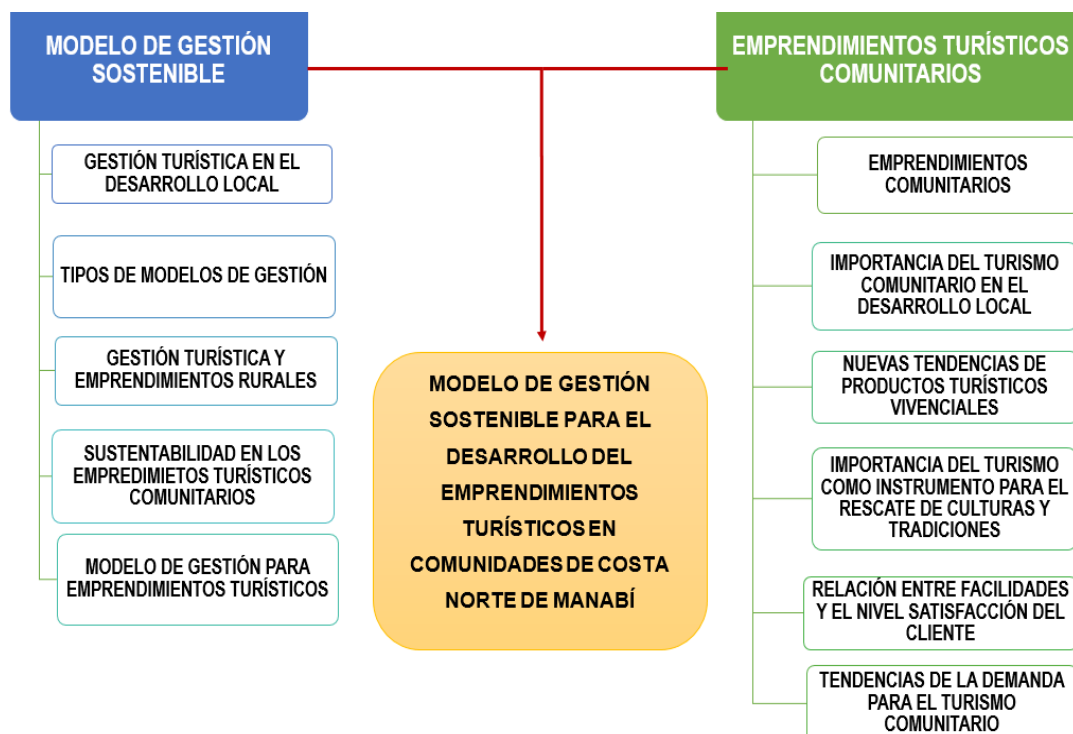 MODELO DE GESTIÓN
SOSTENIBLE
GESTIÓN TURÍSTICA EN EL
DESARROLLO LOCAL
TIPOS DE MODELOS DE GESTIÓN
GESTIÓN TURÍSTICA Y
EMPRENDIMIENTOS RURALES
SUSTENTABILIDAD EN LOS
EMPREDIMIETOS TURÍSTICOS
COMUNITARIOS
MODELO DE GESTIÓN PARA
EMPRENDIMIENTOS TURÍSTICOS
MODELO DE GESTIÓN
SOSTENIBLE PARA EL
DESARROLLO DEL
EMPRENDIMIENTOS
TURÍSTICOS EN
COMUNIDADES DE COSTA
NORTE DE MANABÍ
EMPRENDIMIENTOS TURÍSTICOS
COMUNITARIOS
EMPRENDIMIENTOS
COMUNITARIOS
IMPORTANCIA DEL TURISMO
COMUNITARIO EN EL
DESARROLLO LOCAL
NUEVAS TENDENCIAS DE
PRODUCTOS TURÍSTICOS
VIVENCIALES
IMPORTANCIA DEL TURISMO
COMO INSTRUMENTO PARA EL
RESCATE DE CULTURAS Y
TRADICIONES
RELACIÓN ENTRE FACILIDADES
Y EL NIVEL SATISFACCIÓN DEL
CLIENTE
TENDENCIAS DE LA DEMANDA
PARA EL TURISMO
COMUNITARIO